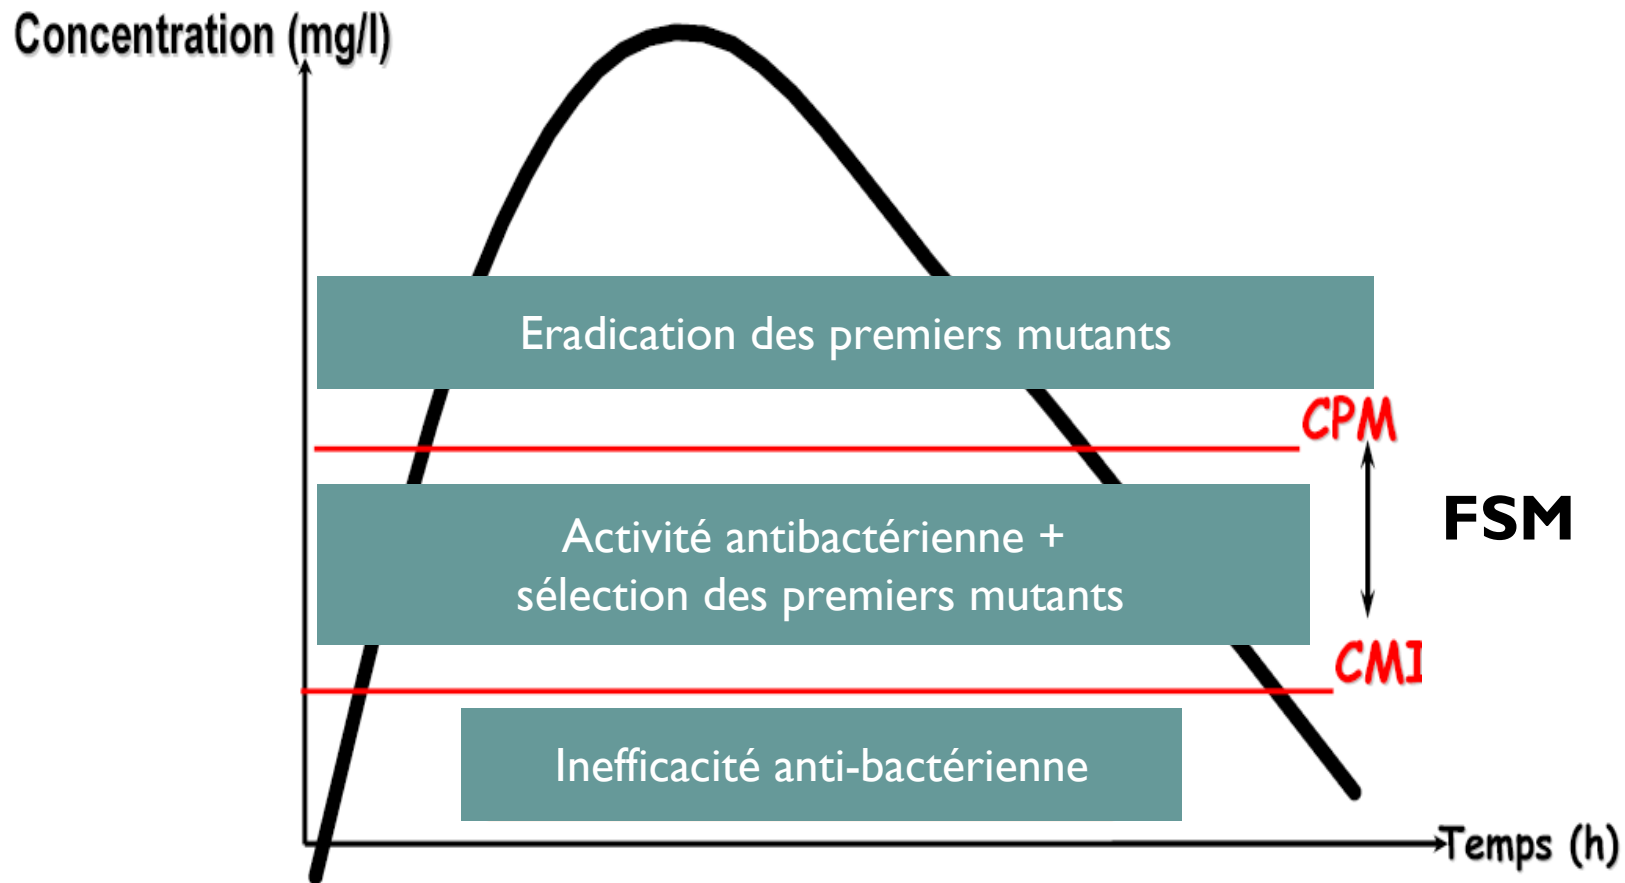 Concentration (mg/l)
Eradication des premiers mutants
CPM
FSM
Activité antibactérienne +
sélection des premiers mutants
CMI
Inefficacité anti-bactérienne
Temps (h)